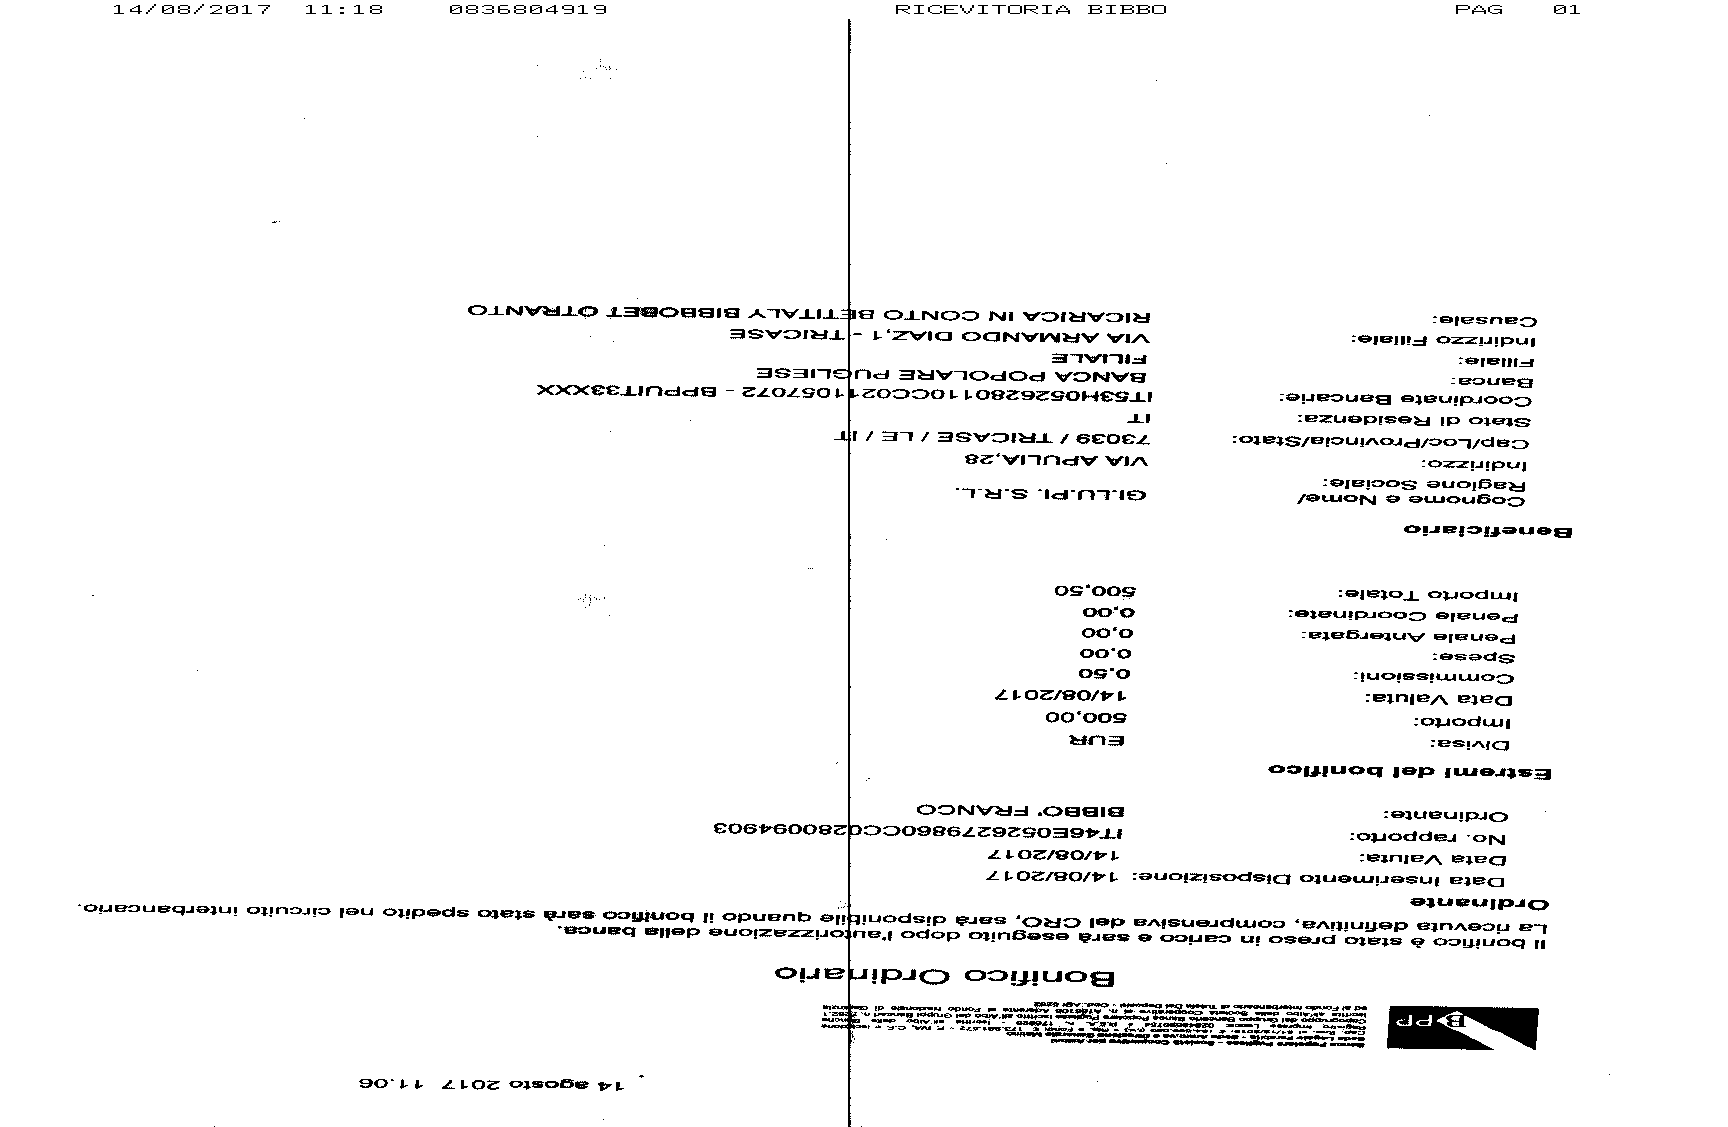 14/08/2017 11:18 0836804919 RICEVITORIA BIBBO PAG 01
14 agosto 2017 11.06
B PP
Bonifico Ordinario
Il bonifico è stato preso in carico e sarà eseguito dopo l'autorizzazione della banca.
La ricevuta definitiva, comprensiva del CRO, sarà disponibile quando il bonifico sarà stato spedito nel circuito interbancario.
Ordinante
Data Inserimento Disposizione: 14/08/2017
Data Valuta: 14/08/2017
No. rapporto: IT46E0526279860CC0280094903
Ordinante: BIBBO' FRANCO
Estremi del bonifico
Divisa: EUR
Importo: 500,00
Data Valuta: 14/08/2017
Commissioni: 0,50
Spese: 0,00
Penale Antergata: 0,00
Penale Coordinate: 0,00
Importo Totale: 500,50
Beneficiario
Cognome e Nome/
Ragione Sociale: GI.LU.PI. S.R.L.
Indirizzo: VIA APULIA,28
Cap/Loc/Provincia/Stato: 73039 / TRICASE / LE / IT
Stato di Residenza: IT
Coordinate Bancarie: IT53H0526280110CC0211057072 - BPPUIT33XXX
Banca: BANCA POPOLARE PUGLIESE
Filiale: FILIALE
Indirizzo Filiale: VIA ARMANDO DIAZ,1 - TRICASE
Causale: RICARICA IN CONTO BETITALY BIBBOBET OTRANTO